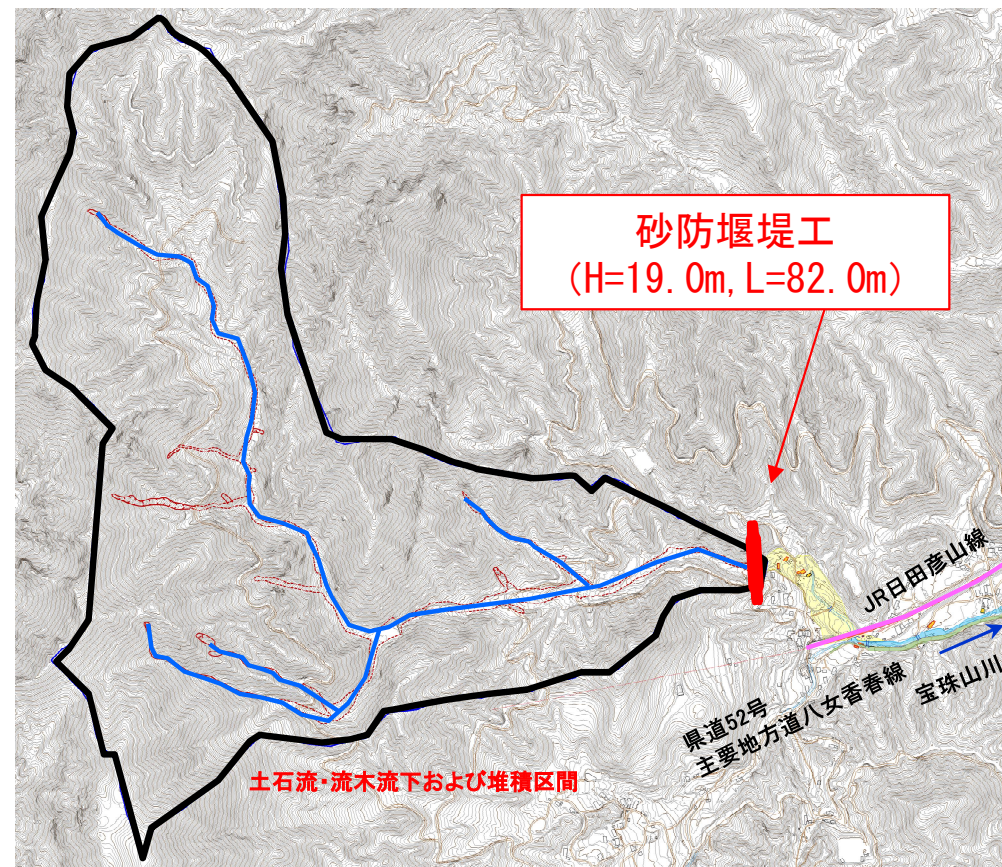 砂防堰堤工
(H=19.0m,L=82.0m)
JR日田彦山線
宝珠山川
県道52号
主要地方道八女香春線
土石流・流木流下および堆積区間